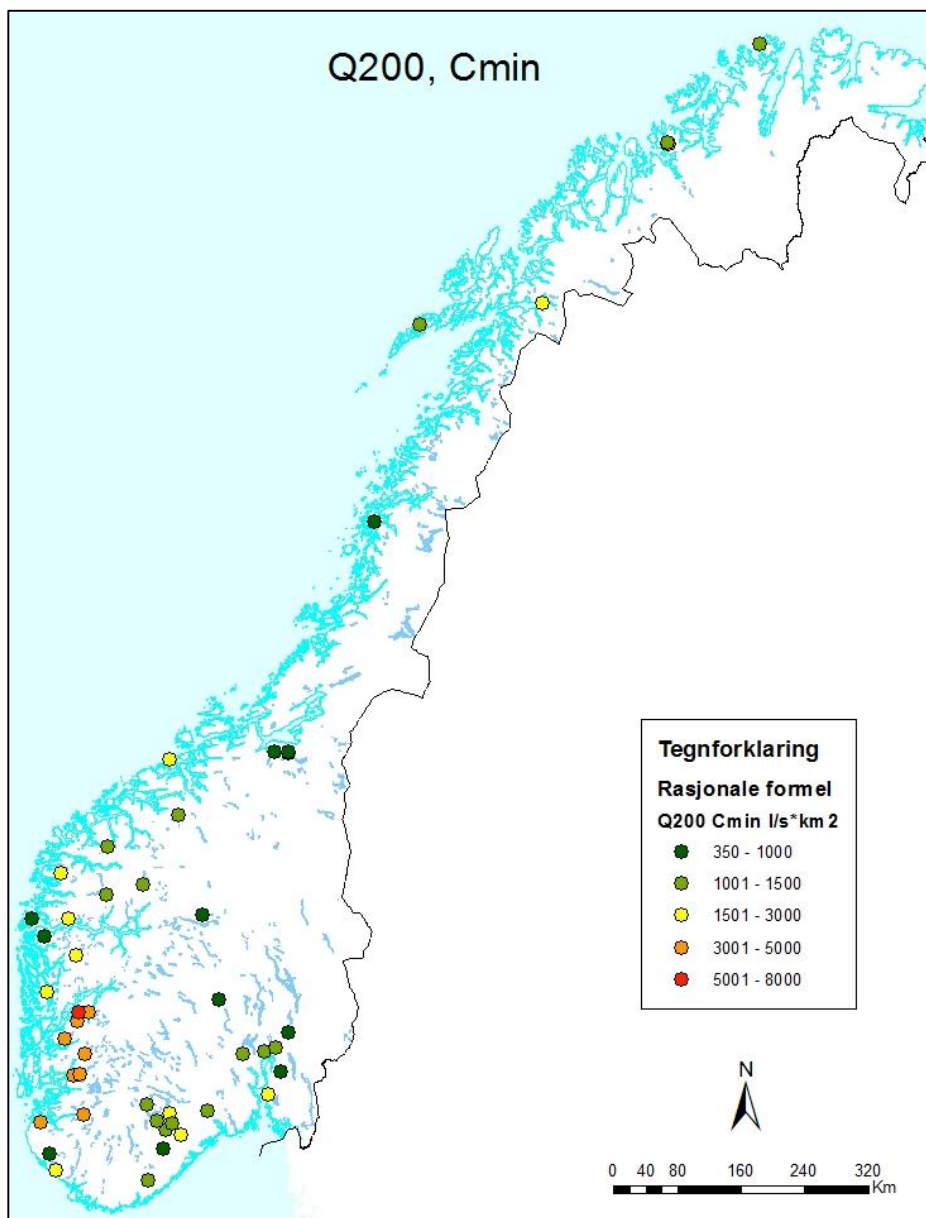 Q200, Cmin
Tegnforklaring
Rasjonale formel
Q200 Cmin l/s*km2
350 - 1000
1001 - 1500
1501 - 3000
3001 - 5000
5001 - 8000
N
0 40 80 160 240 320
Km